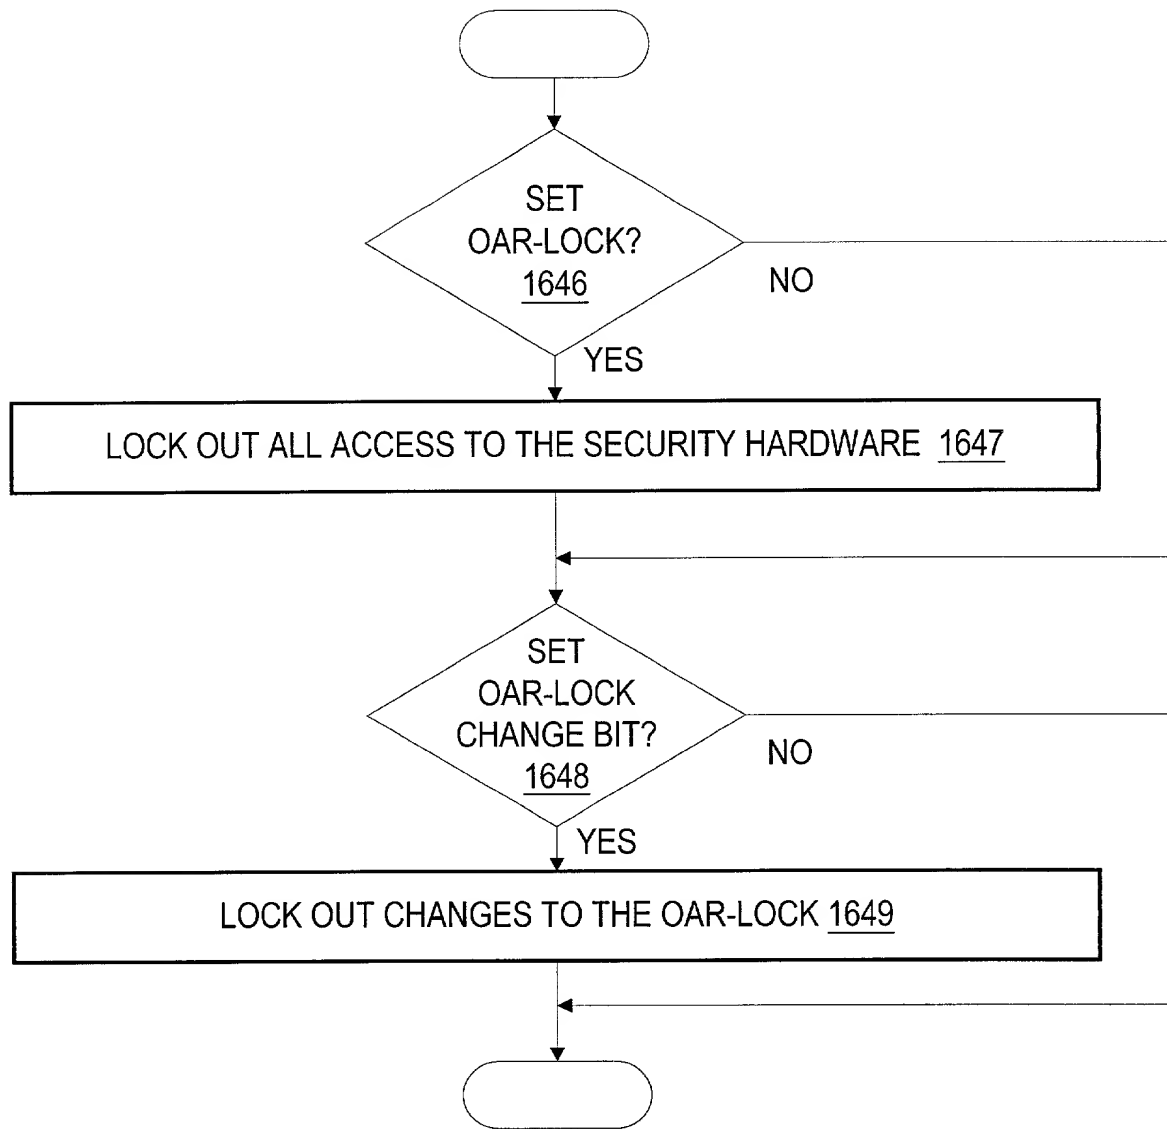 SET
OAR-LOCK?
1646
NO
YES
LOCK OUT ALL ACCESS TO THE SECURITY HARDWARE 1647
SET
OAR-LOCK
CHANGE BIT?
1648
NO
YES
LOCK OUT CHANGES TO THE OAR-LOCK 1649